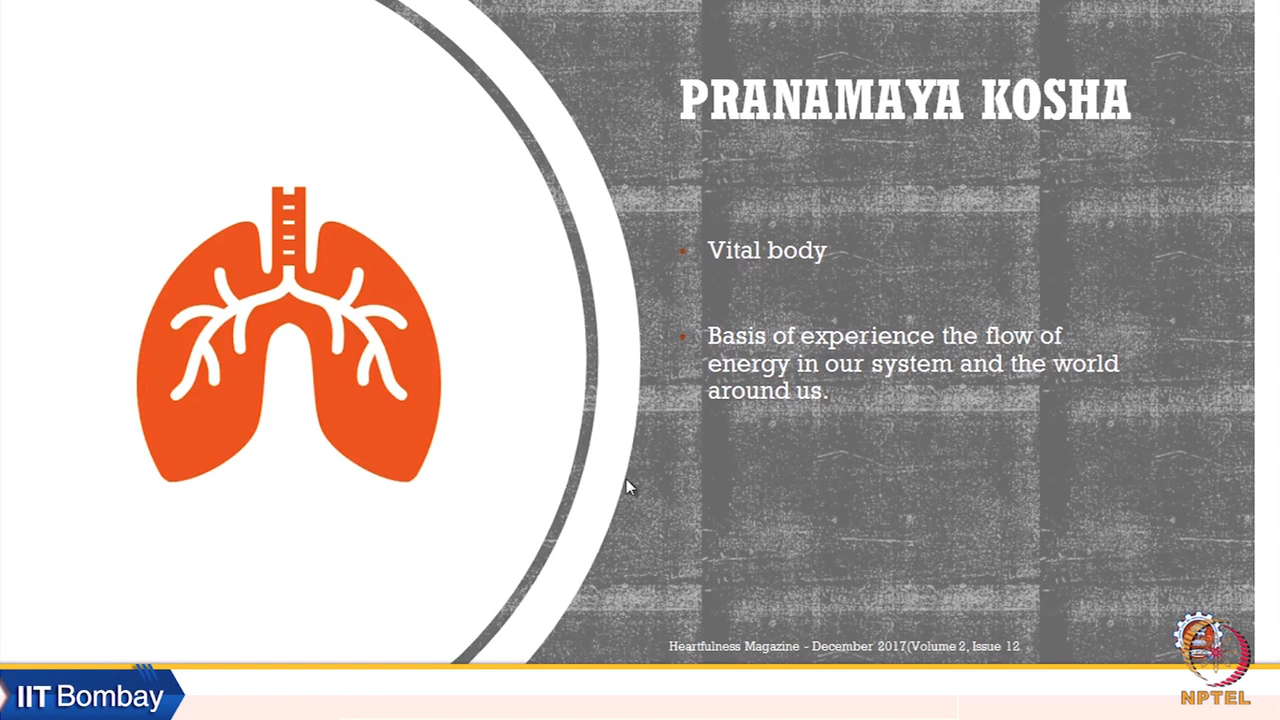 PRANAMAYA KOSHA
Vital body
Basis of experience the flow of
energy in our system and the world
around us.
Heartfulness Magazine - December 2017(Volume 2, Issue 12
IIT Bombay
NPTEL